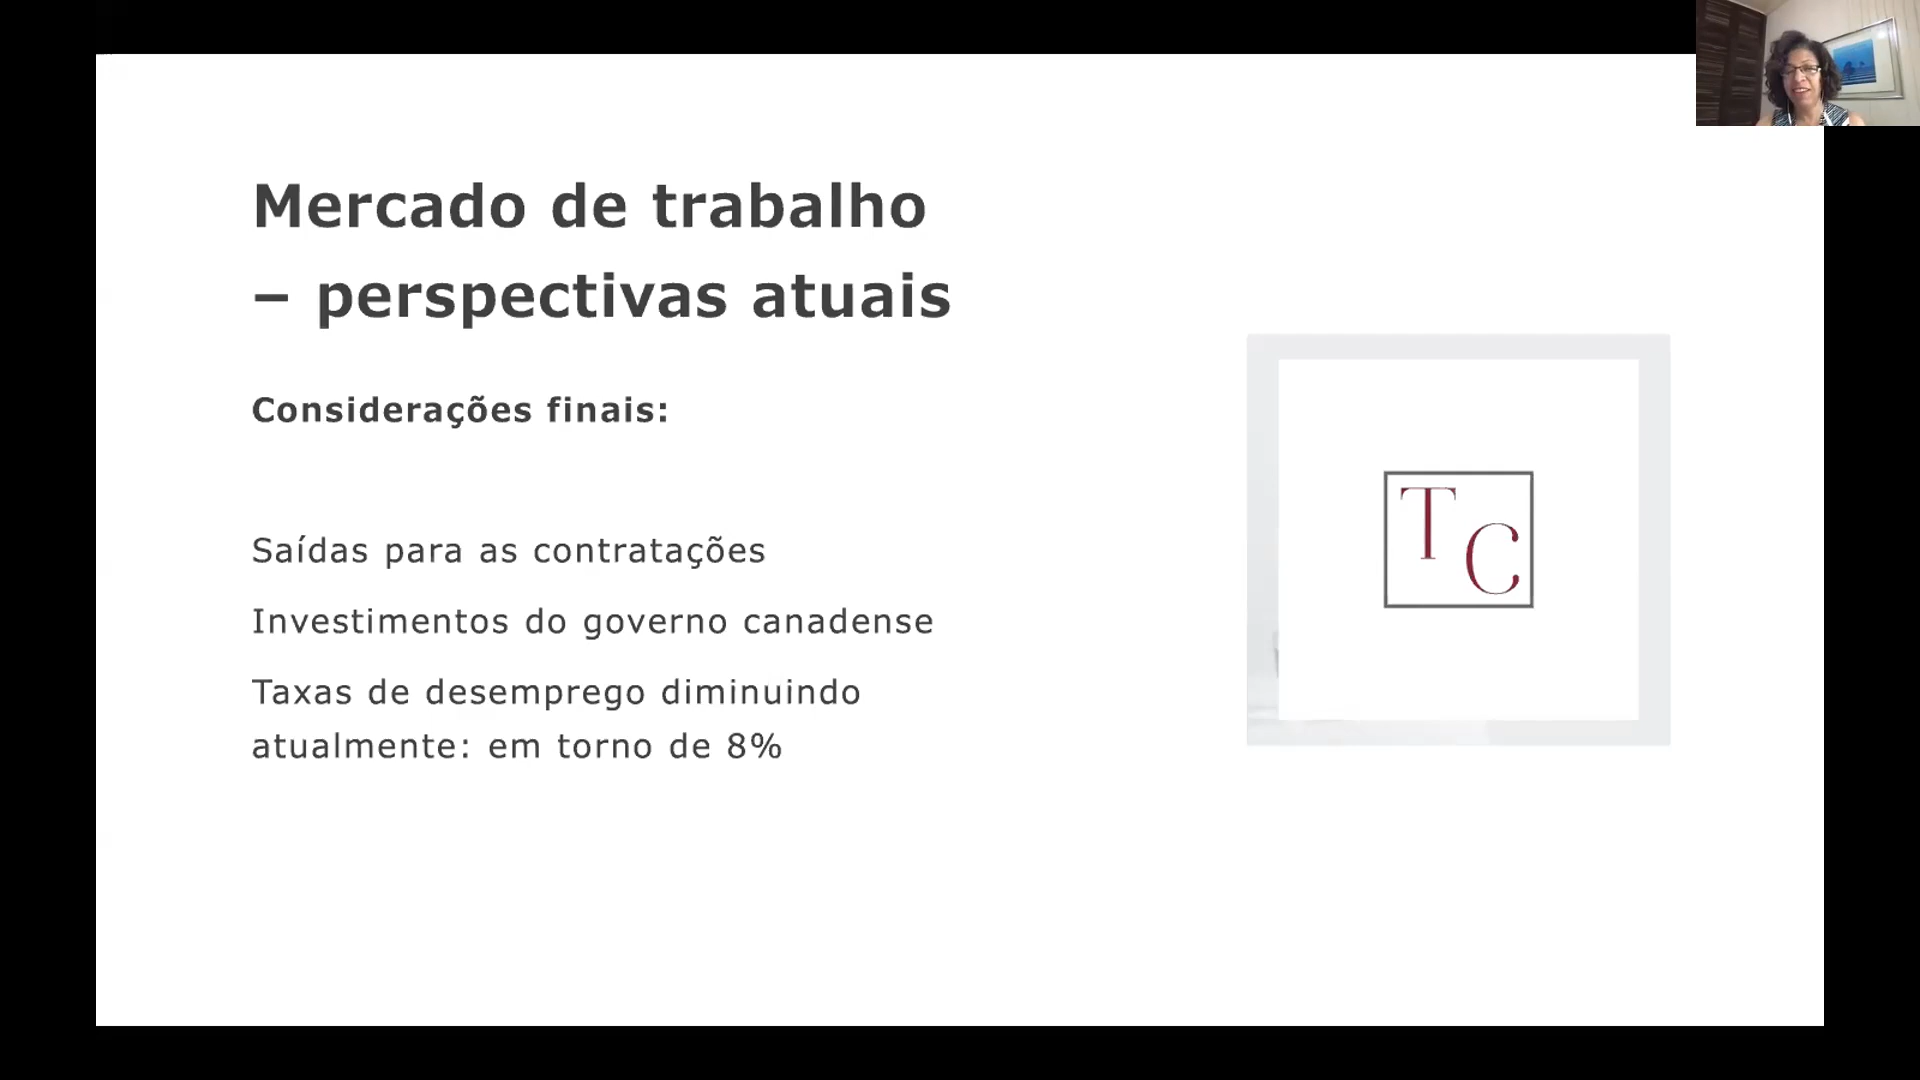 Mercado de trabalho
– perspectivas atuais
Considerações finais:
Saídas para as contratações
Investimentos do governo canadense
Taxas de desemprego diminuindo
atualmente: em torno de 8%
T
C